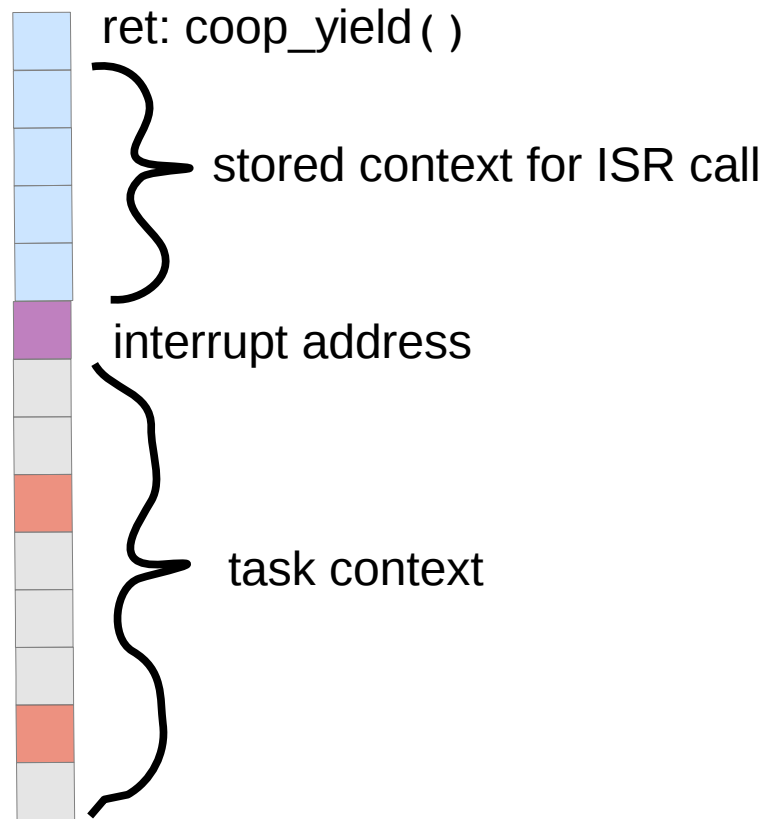 ret: coop_yield()
stored context for ISR call
interrupt address
task context